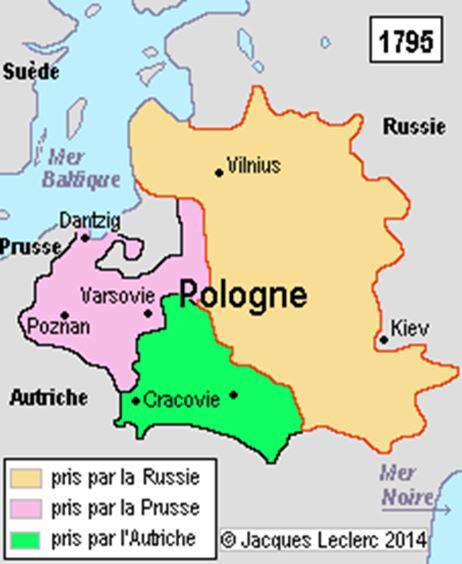 1795
Suède
Russie
Mer
Baltique
Vilnius
Dantzig
Prusse
Varsovie
Pologne
Poznan
Kiev
Autriche
Cracovie
Mer
Noire
pris par la Russie
pris par la Prusse
pris par l'Autriche
© Jacques Leclerc 2014